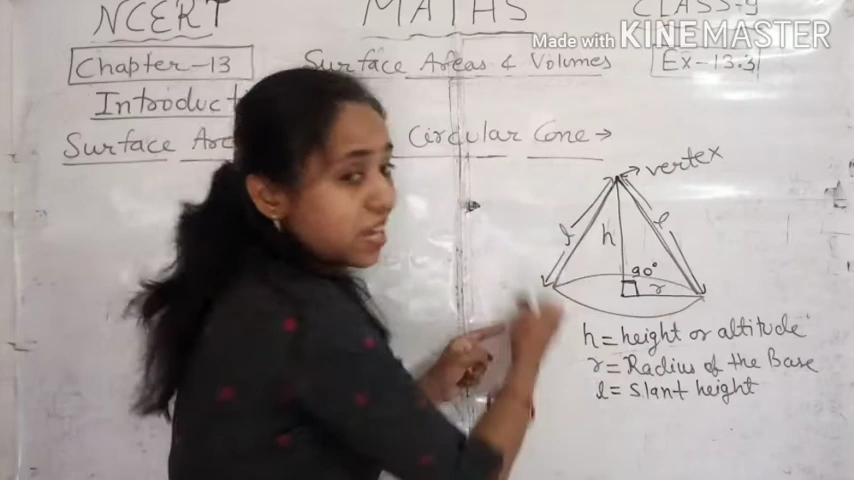 NCERT MATHS CLASS-9
Made with KINEMASTER
Chapter-13 Surface Areas & Volumes Ex-13.3
Introduct
Surface Circular Cone →
vertex
l h l
90°
r
h = height or altitude
r = Radius of the Base
l = Slant height